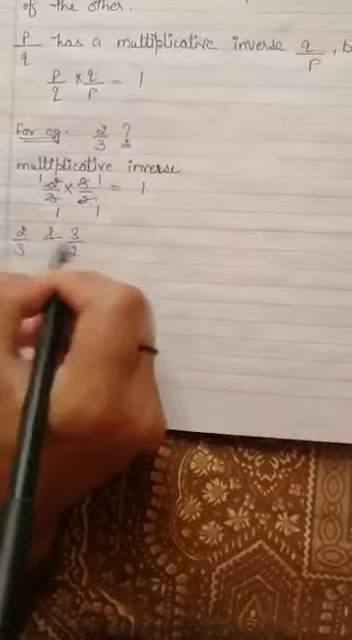 of the other.
p/q has a multiplicative inverse q/p,
p/q × q/p = 1
For eg. 2/3 ?
multiplicative inverse
2/3 × 3/2 = 1
2/3 & 3/2